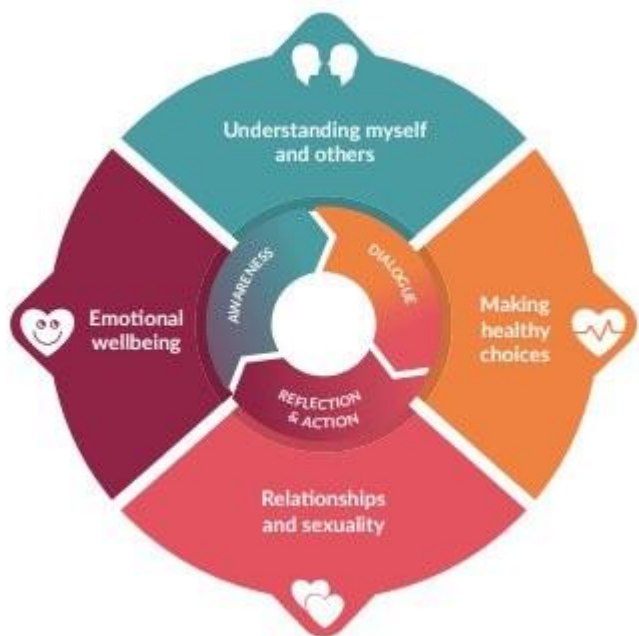 Understanding myself
and others
AWARENESS
DIALOGUE
Emotional
wellbeing
Making
healthy
choices
REFLECTION
& ACTION
Relationships
and sexuality